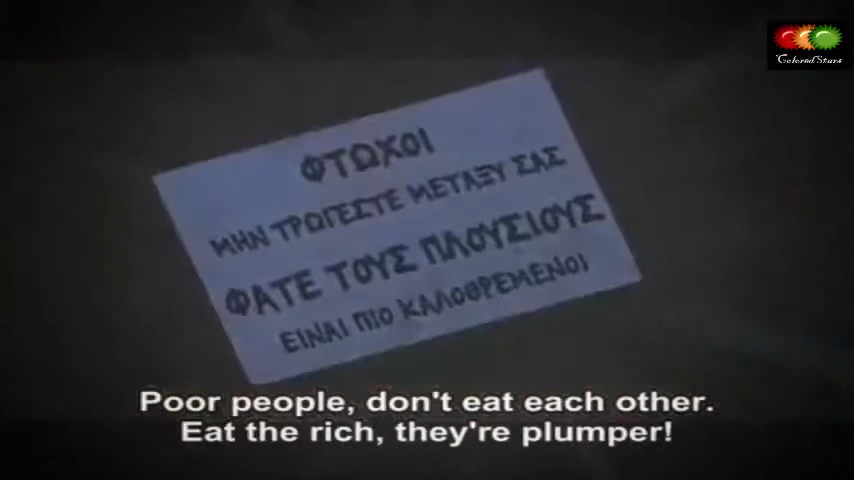 ColoredStars
ΦΤΩΧΟΙ
ΜΗΝ ΤΡΩΓΕΣΤΕ ΜΕΤΑΞΥ ΣΑΣ
ΦΑΤΕ ΤΟΥΣ ΠΛΟΥΣΙΟΥΣ
ΕΙΝΑΙ ΠΙΟ ΚΑΛΟΘΡΕΜΕΝΟΙ
Poor people, don't eat each other.
Eat the rich, they're plumper!